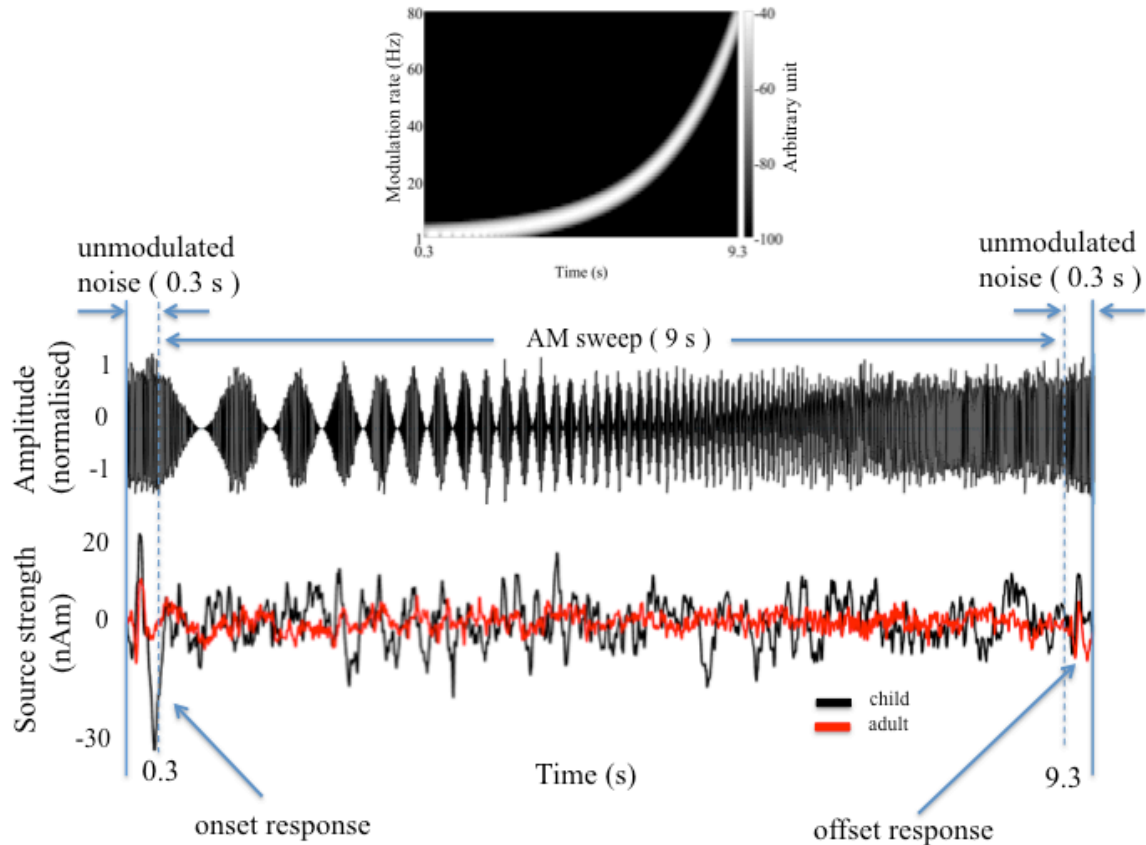 80
60
40
20
1
Modulation rate (Hz)
0.3
9.3
Time (s)
-40
-60
-80
-100
Arbitrary unit
unmodulated
noise ( 0.3 s )
unmodulated
noise ( 0.3 s )
AM sweep ( 9 s )
Amplitude
(normalised)
1
0
-1
Source strength
(nAm)
20
0
-30
child
adult
0.3
Time (s)
9.3
onset response
offset response